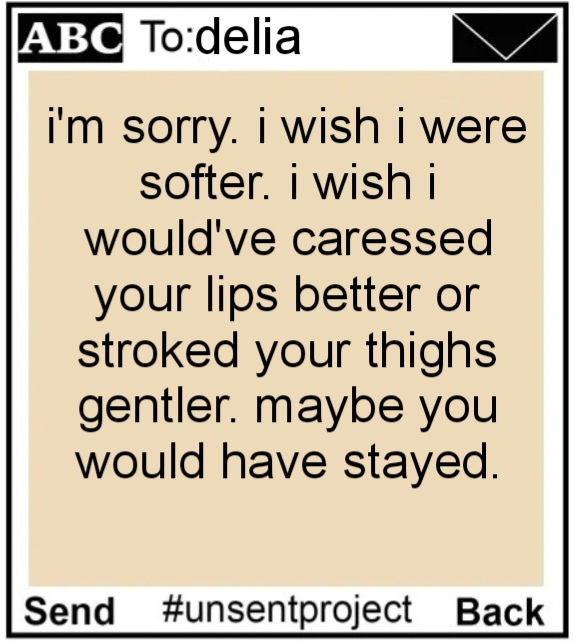 ABC To:delia
i'm sorry. i wish i were
softer. i wish i
would've caressed
your lips better or
stroked your thighs
gentler. maybe you
would have stayed.
Send #unsentproject Back